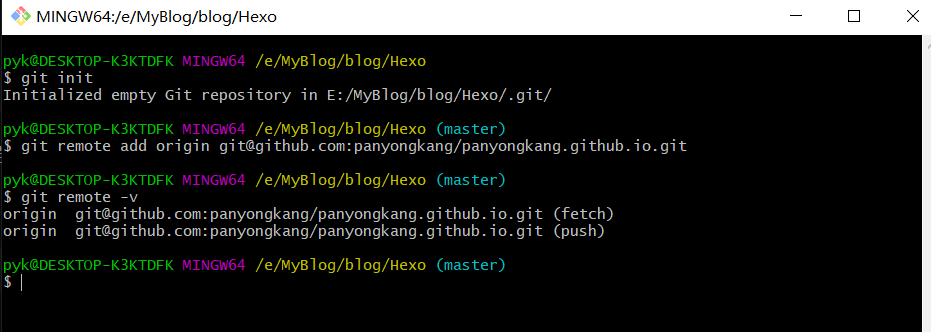 MINGW64:/e/MyBlog/blog/Hexo
pyk@DESKTOP-K3KTDFK MINGW64 /e/MyBlog/blog/Hexo
$ git init
Initialized empty Git repository in E:/MyBlog/blog/Hexo/.git/
pyk@DESKTOP-K3KTDFK MINGW64 /e/MyBlog/blog/Hexo (master)
$ git remote add origin git@github.com:panyongkang/panyongkang.github.io.git
pyk@DESKTOP-K3KTDFK MINGW64 /e/MyBlog/blog/Hexo (master)
$ git remote -v
origin  git@github.com:panyongkang/panyongkang.github.io.git (fetch)
origin  git@github.com:panyongkang/panyongkang.github.io.git (push)
pyk@DESKTOP-K3KTDFK MINGW64 /e/MyBlog/blog/Hexo (master)
$